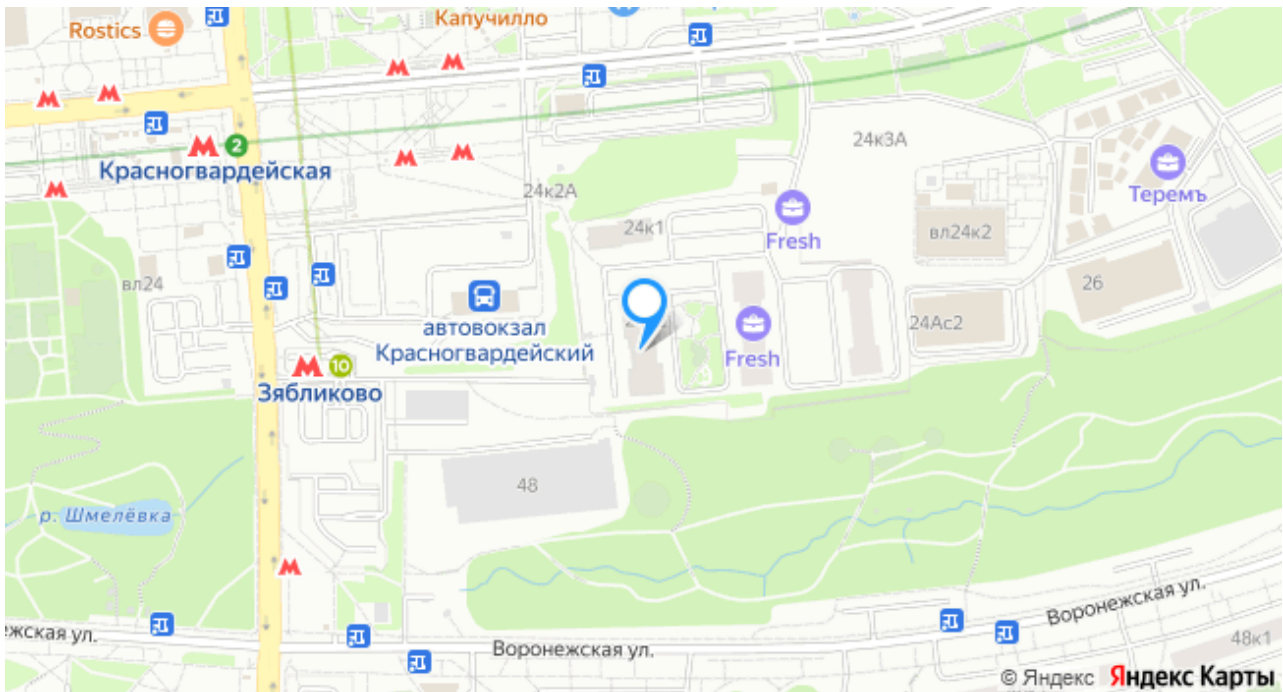 Rostics
Капучилло
2
Красногвардейская
24к3А
Теремъ
24к2А
24к1
Fresh
вл24к2
вл24
26
автовокзал
Красногвардейский
Fresh
24Ас2
10
Зябликово
48
р. Шмелёвка
Воронежская ул.
ежская ул.
Воронежская ул.
48к1
© Яндекс Яндекс Карты